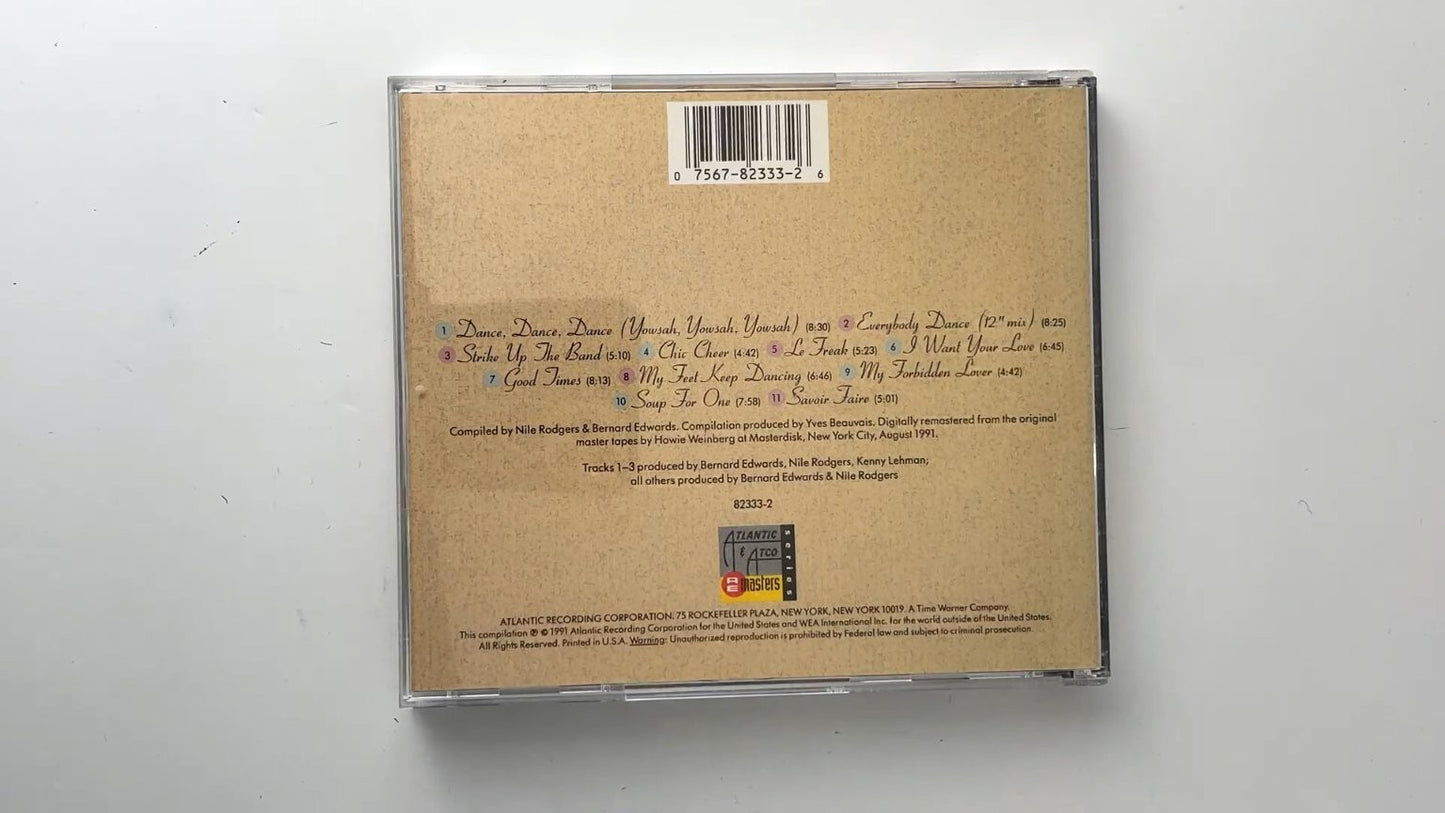 0 7567-82333-2 6
1 Dance, Dance, Dance (Yowsah, Yowsah, Yowsah) (8:30) 2 Everybody Dance (12" mix) (8:25)
3 Strike Up The Band (5:10) 4 Chic Cheer (4:42) 5 Le Freak (5:23) 6 I Want Your Love (6:45)
7 Good Times (8:13) 8 My Feet Keep Dancing (6:46) 9 My Forbidden Lover (4:42)
10 Soup For One (7:58) 11 Savoir Faire (5:01)
Compiled by Nile Rodgers & Bernard Edwards. Compilation produced by Yves Beauvais. Digitally remastered from the original
master tapes by Howie Weinberg at Masterdisk, New York City, August 1991.
Tracks 1–3 produced by Bernard Edwards, Nile Rodgers, Kenny Lehman;
all others produced by Bernard Edwards & Nile Rodgers
82333-2
ATLANTIC
& ATCO
RE masters
series
ATLANTIC RECORDING CORPORATION. 75 ROCKEFELLER PLAZA, NEW YORK, NEW YORK 10019. A Time Warner Company.
This compilation ℗ © 1991 Atlantic Recording Corporation for the United States and WEA International Inc. for the world outside of the United States.
All Rights Reserved. Printed in U.S.A. Warning: Unauthorized reproduction is prohibited by Federal law and subject to criminal prosecution.